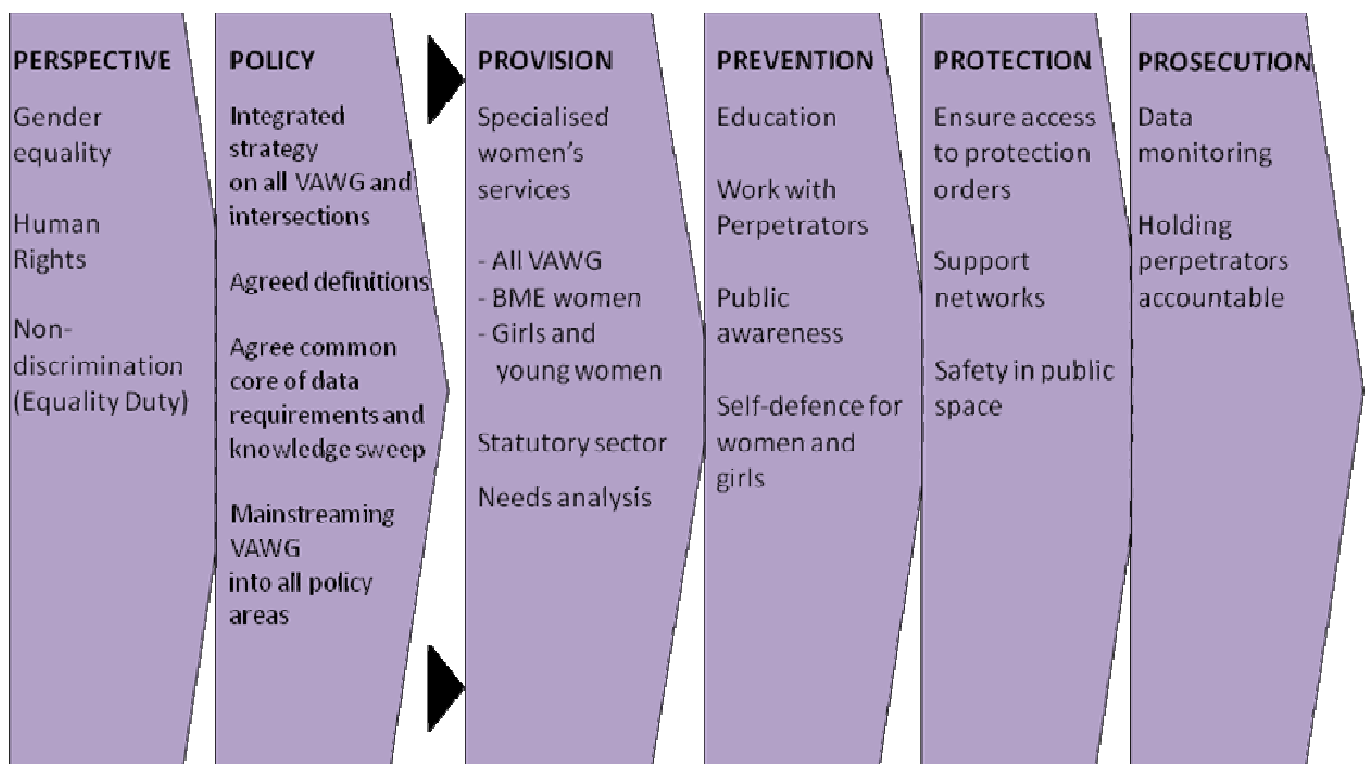 PERSPECTIVE
Gender
equality
Human
Rights
Non-
discrimination
(Equality Duty)
POLICY
Integrated
strategy
on all VAWG and
intersections
Agreed definitions
Agree common
core of data
requirements and
knowledge sweep
Mainstreaming
VAWG
into all policy
areas
PROVISION
Specialised
women's
services
- All VAWG
- BME women
- Girls and
young women
Statutory sector
Needs analysis
PREVENTION
Education
Work with
Perpetrators
Public
awareness
Self-defence for
women and
girls
PROTECTION
Ensure access
to protection
orders
Support
networks
Safety in public
space
PROSECUTION
Data
monitoring
Holding
perpetrators
accountable